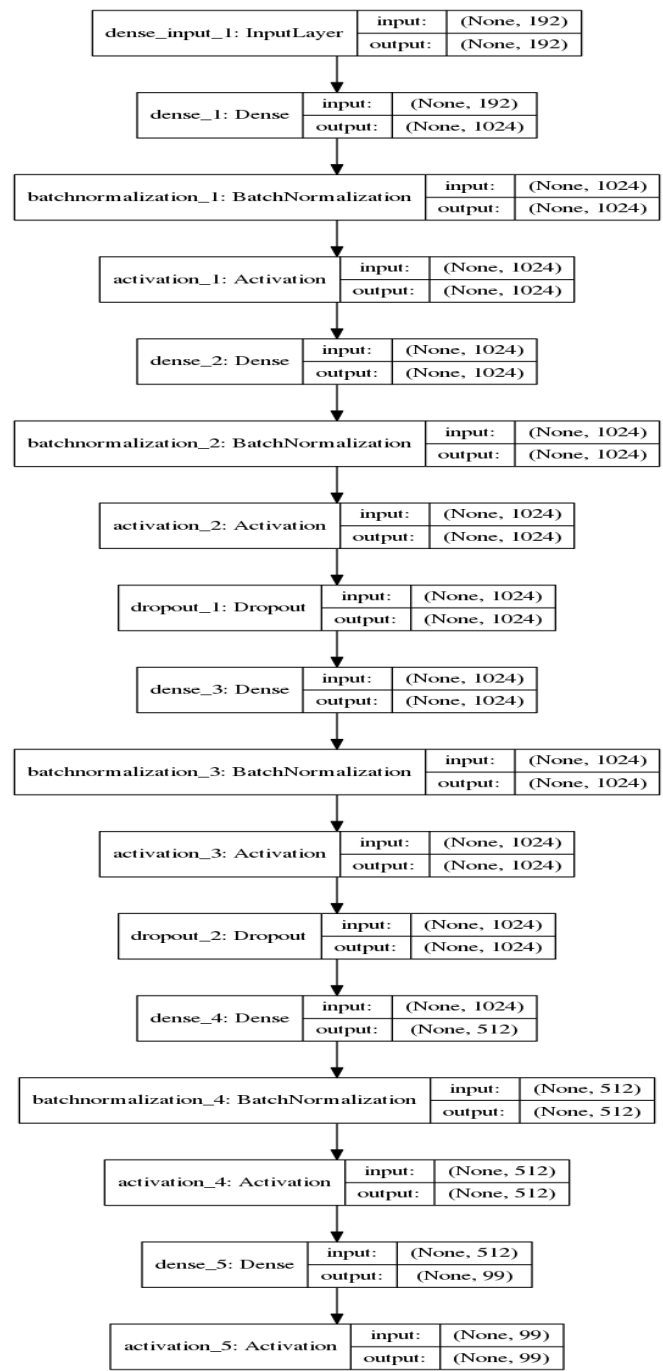 dense_input_1: InputLayer input: (None, 192)
output: (None, 192)
dense_1: Dense input: (None, 192)
output: (None, 1024)
batchnormalization_1: BatchNormalization input: (None, 1024)
output: (None, 1024)
activation_1: Activation input: (None, 1024)
output: (None, 1024)
dense_2: Dense input: (None, 1024)
output: (None, 1024)
batchnormalization_2: BatchNormalization input: (None, 1024)
output: (None, 1024)
activation_2: Activation input: (None, 1024)
output: (None, 1024)
dropout_1: Dropout input: (None, 1024)
output: (None, 1024)
dense_3: Dense input: (None, 1024)
output: (None, 1024)
batchnormalization_3: BatchNormalization input: (None, 1024)
output: (None, 1024)
activation_3: Activation input: (None, 1024)
output: (None, 1024)
dropout_2: Dropout input: (None, 1024)
output: (None, 1024)
dense_4: Dense input: (None, 1024)
output: (None, 512)
batchnormalization_4: BatchNormalization input: (None, 512)
output: (None, 512)
activation_4: Activation input: (None, 512)
output: (None, 512)
dense_5: Dense input: (None, 512)
output: (None, 99)
activation_5: Activation input: (None, 99)
output: (None, 99)